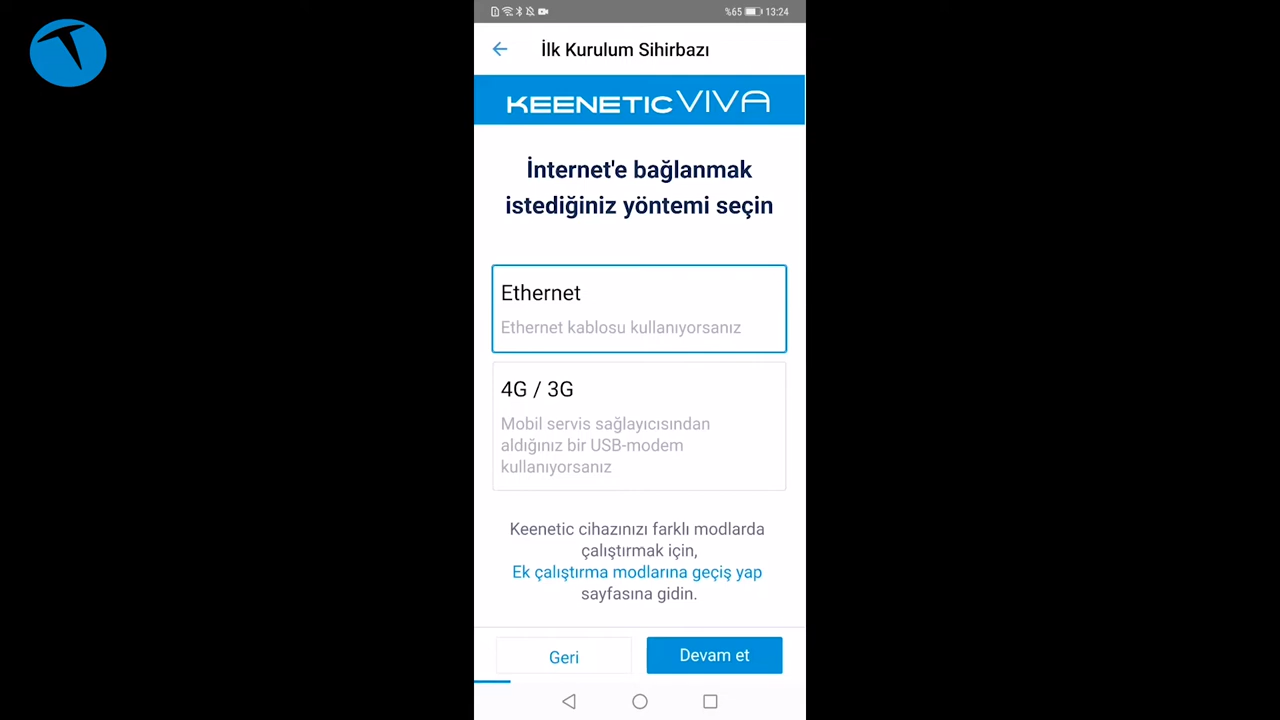 %65 13:24
İlk Kurulum Sihirbazı
KEENETIC VIVA
İnternet'e bağlanmak
istediğiniz yöntemi seçin
Ethernet
Ethernet kablosu kullanıyorsanız
4G / 3G
Mobil servis sağlayıcısından
aldığınız bir USB-modem
kullanıyorsanız
Keenetic cihazınızı farklı modlarda
çalıştırmak için,
Ek çalıştırma modlarına geçiş yap
sayfasına gidin.
Geri
Devam et